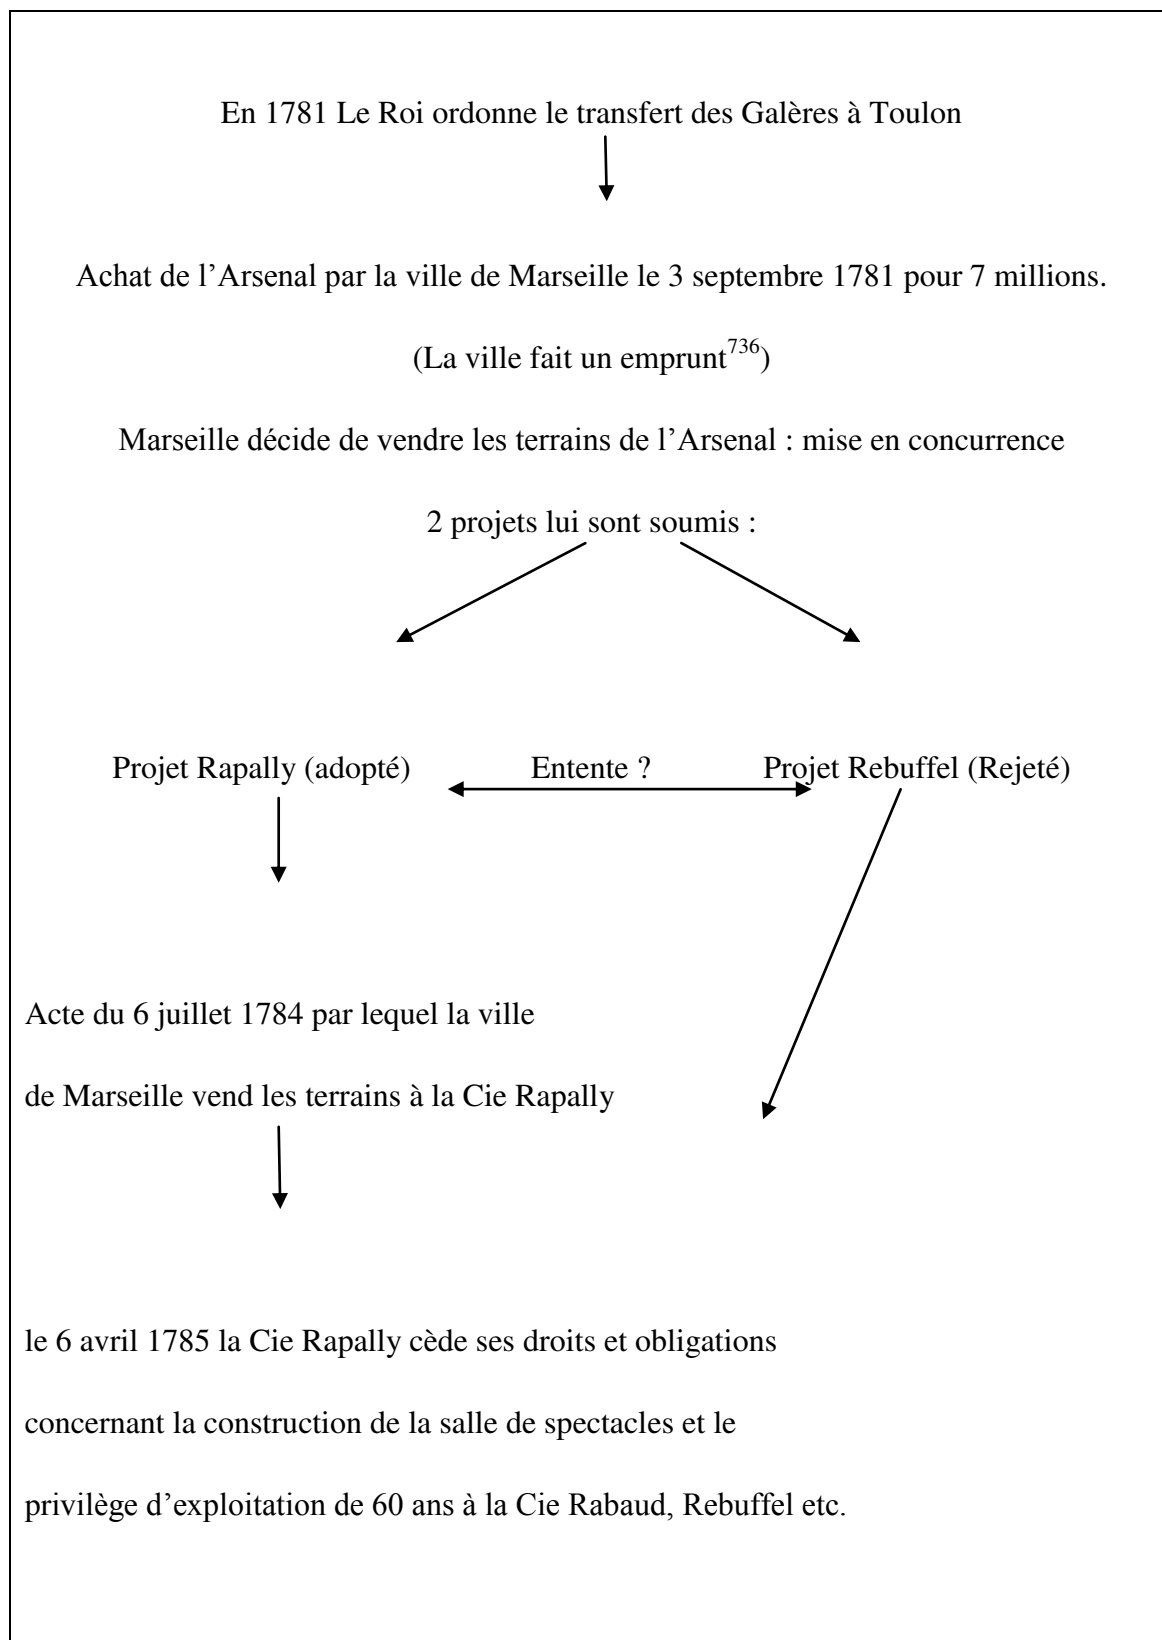 En 1781 Le Roi ordonne le transfert des Galères à Toulon
Achat de l’Arsenal par la ville de Marseille le 3 septembre 1781 pour 7 millions.
(La ville fait un emprunt736)
Marseille décide de vendre les terrains de l’Arsenal : mise en concurrence
2 projets lui sont soumis :
Projet Rapally (adopté) Entente ? Projet Rebuffel (Rejeté)
Acte du 6 juillet 1784 par lequel la ville
de Marseille vend les terrains à la Cie Rapally
le 6 avril 1785 la Cie Rapally cède ses droits et obligations
concernant la construction de la salle de spectacles et le
privilège d’exploitation de 60 ans à la Cie Rabaud, Rebuffel etc.